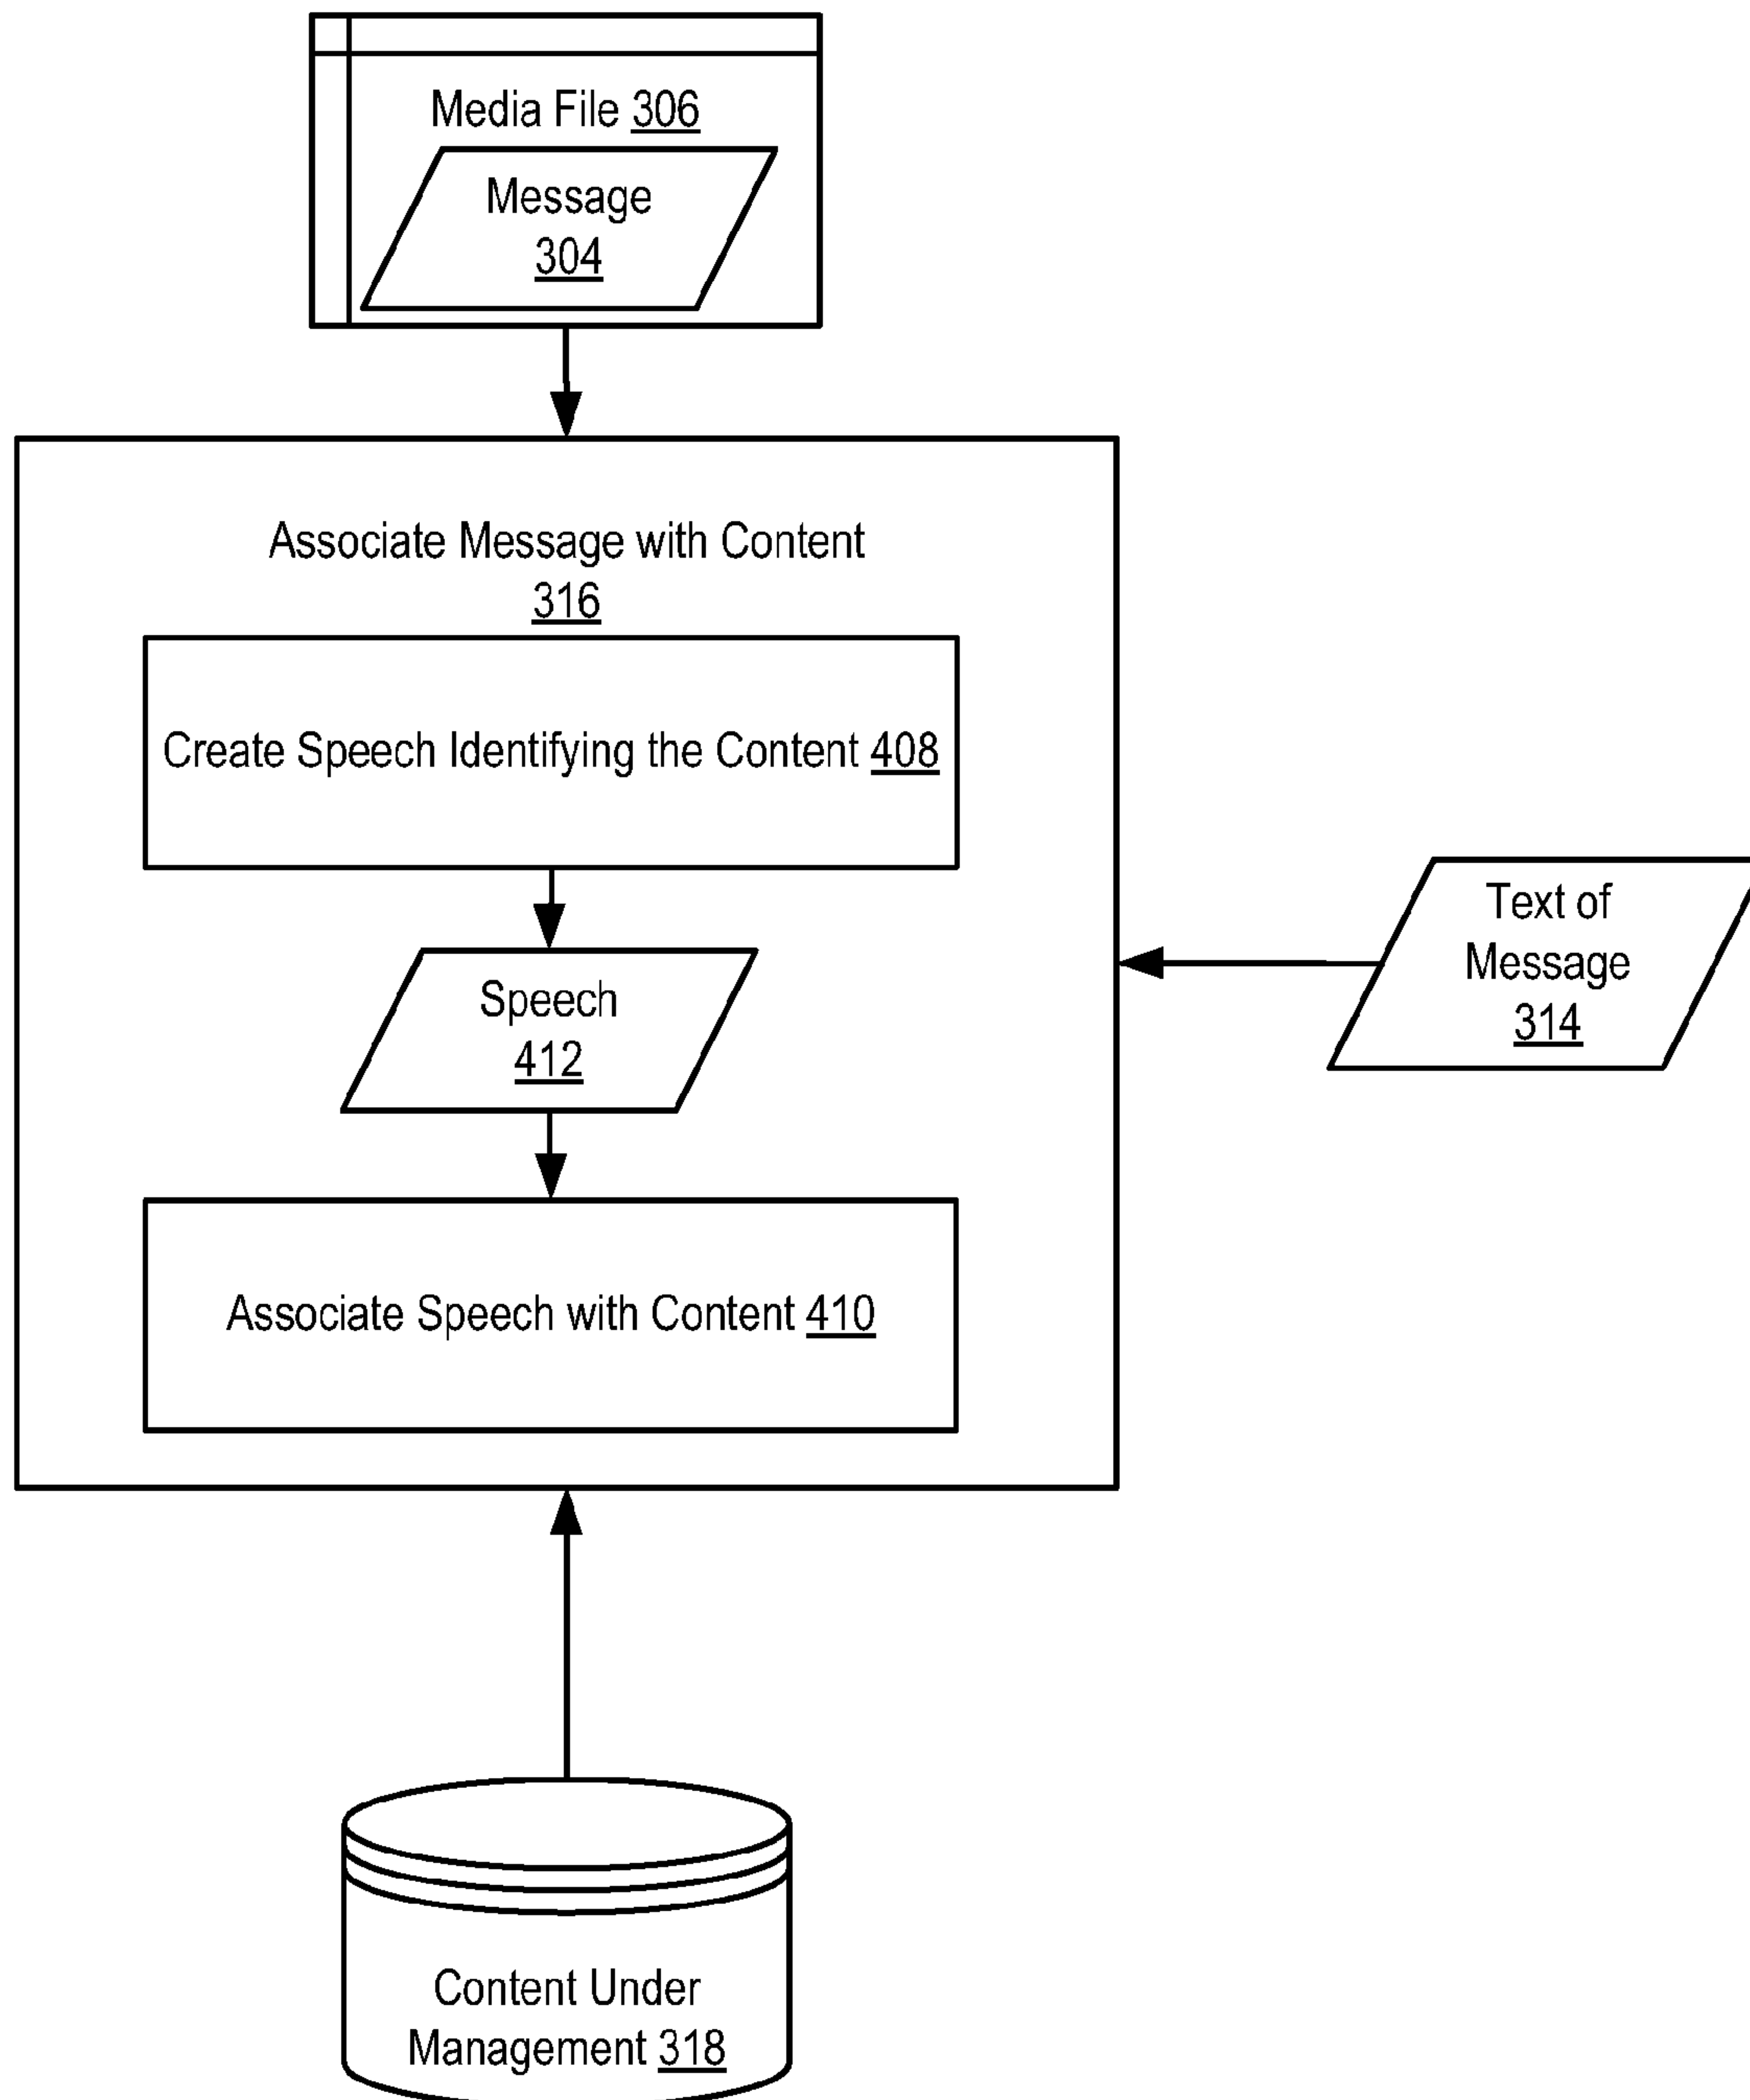 Media File 306
Message
304
Associate Message with Content
316
Create Speech Identifying the Content 408
Speech
412
Associate Speech with Content 410
Text of
Message
314
Content Under
Management 318